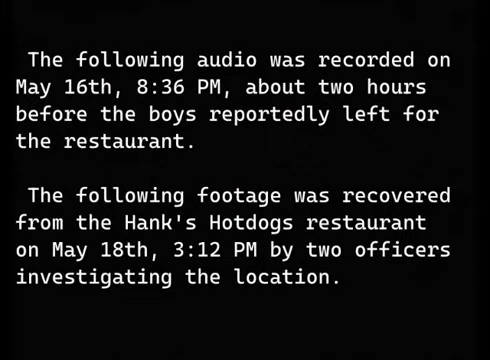 The following audio was recorded on
May 16th, 8:36 PM, about two hours
before the boys reportedly left for
the restaurant.
The following footage was recovered
from the Hank's Hotdogs restaurant
on May 18th, 3:12 PM by two officers
investigating the location.